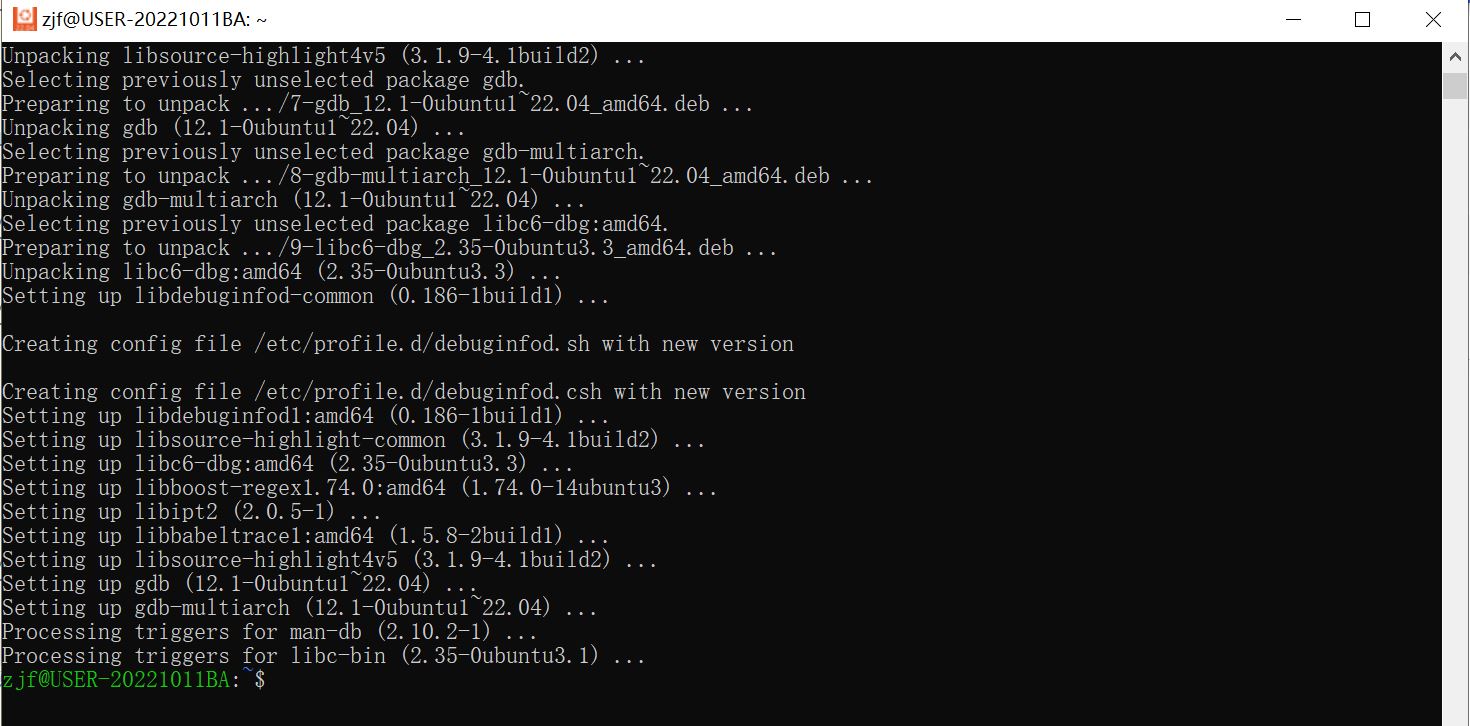 zjf@USER-20221011BA: ~
Unpacking libsource-highlight4v5 (3.1.9-4.1build2) ...
Selecting previously unselected package gdb.
Preparing to unpack .../7-gdb_12.1-0ubuntu1~22.04_amd64.deb ...
Unpacking gdb (12.1-0ubuntu1~22.04) ...
Selecting previously unselected package gdb-multiarch.
Preparing to unpack .../8-gdb-multiarch_12.1-0ubuntu1~22.04_amd64.deb ...
Unpacking gdb-multiarch (12.1-0ubuntu1~22.04) ...
Selecting previously unselected package libc6-dbg:amd64.
Preparing to unpack .../9-libc6-dbg_2.35-0ubuntu3.3_amd64.deb ...
Unpacking libc6-dbg:amd64 (2.35-0ubuntu3.3) ...
Setting up libdebuginfod-common (0.186-1build1) ...
Creating config file /etc/profile.d/debuginfod.sh with new version
Creating config file /etc/profile.d/debuginfod.csh with new version
Setting up libdebuginfod1:amd64 (0.186-1build1) ...
Setting up libsource-highlight-common (3.1.9-4.1build2) ...
Setting up libc6-dbg:amd64 (2.35-0ubuntu3.3) ...
Setting up libboost-regex1.74.0:amd64 (1.74.0-14ubuntu3) ...
Setting up libipt2 (2.0.5-1) ...
Setting up libbabeltrace1:amd64 (1.5.8-2build1) ...
Setting up libsource-highlight4v5 (3.1.9-4.1build2) ...
Setting up gdb (12.1-0ubuntu1~22.04) ...
Setting up gdb-multiarch (12.1-0ubuntu1~22.04) ...
Processing triggers for man-db (2.10.2-1) ...
Processing triggers for libc-bin (2.35-0ubuntu3.1) ...
zjf@USER-20221011BA:~$